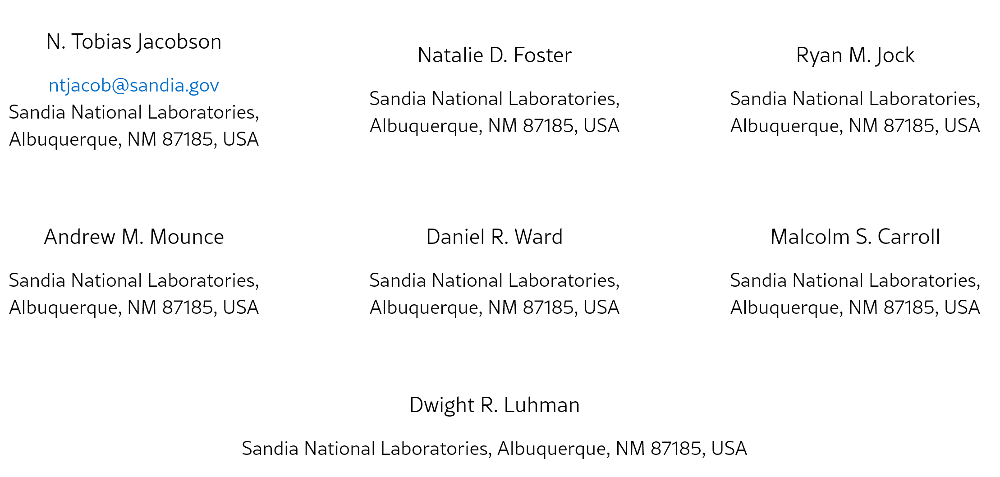 N. Tobias Jacobson
ntjacob@sandia.gov
Sandia National Laboratories,
Albuquerque, NM 87185, USA
Natalie D. Foster
Sandia National Laboratories,
Albuquerque, NM 87185, USA
Ryan M. Jock
Sandia National Laboratories,
Albuquerque, NM 87185, USA
Andrew M. Mounce
Sandia National Laboratories,
Albuquerque, NM 87185, USA
Daniel R. Ward
Sandia National Laboratories,
Albuquerque, NM 87185, USA
Malcolm S. Carroll
Sandia National Laboratories,
Albuquerque, NM 87185, USA
Dwight R. Luhman
Sandia National Laboratories, Albuquerque, NM 87185, USA